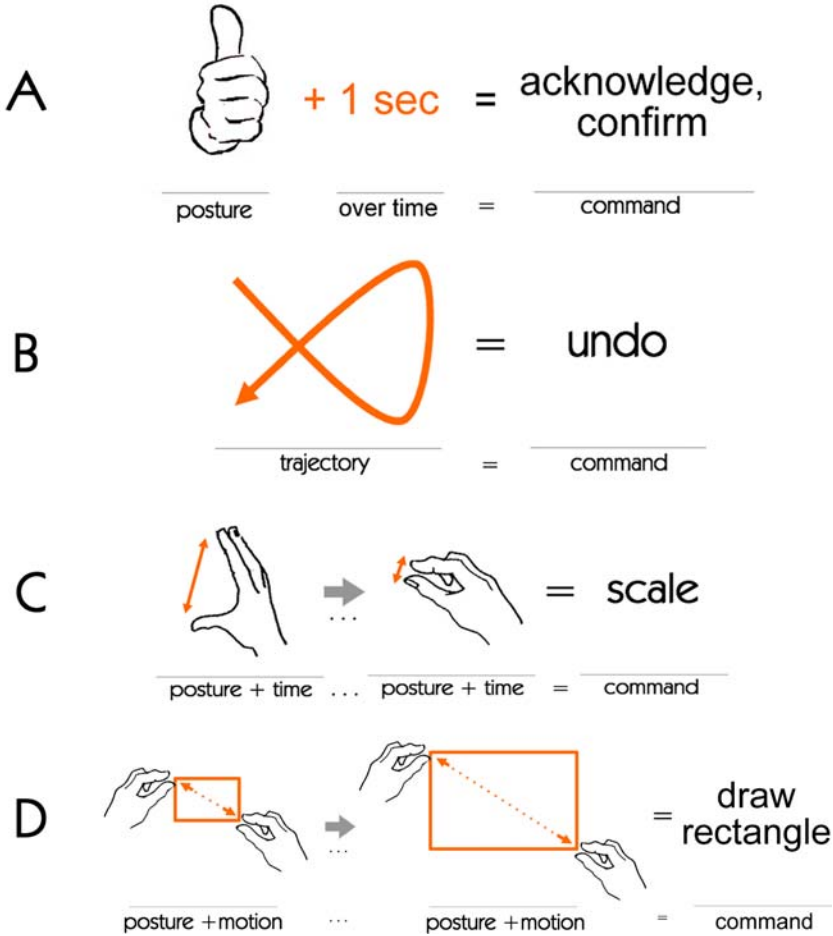 A + 1 sec = acknowledge,
confirm
posture over time = command
B = undo
trajectory = command
C ... = scale
posture + time ... posture + time = command
D ... = draw
rectangle
posture + motion ... posture + motion = command